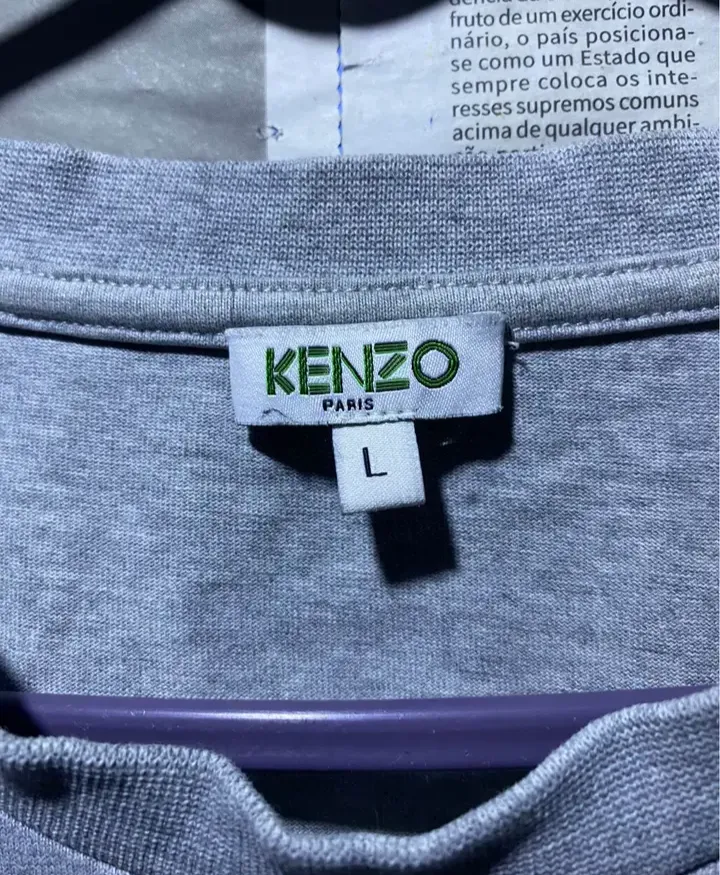 fruto de um exercício ordi-
nário, o país posiciona-
se como um Estado que
sempre coloca os inte-
resses supremos comuns
acima de qualquer ambi-
KENZO
PARIS
L